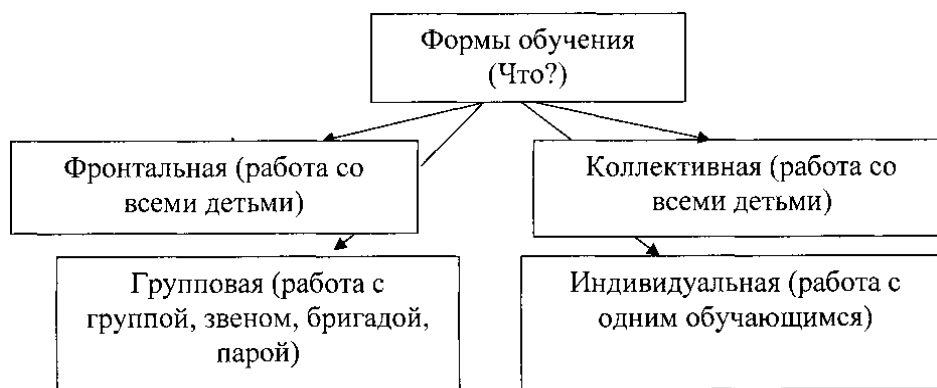 Формы обучения
(Что?)
Фронтальная (работа со
всеми детьми)
Коллективная (работа со
всеми детьми)
Групповая (работа с
группой, звеном, бригадой,
парой)
Индивидуальная (работа с
одним обучающимся)